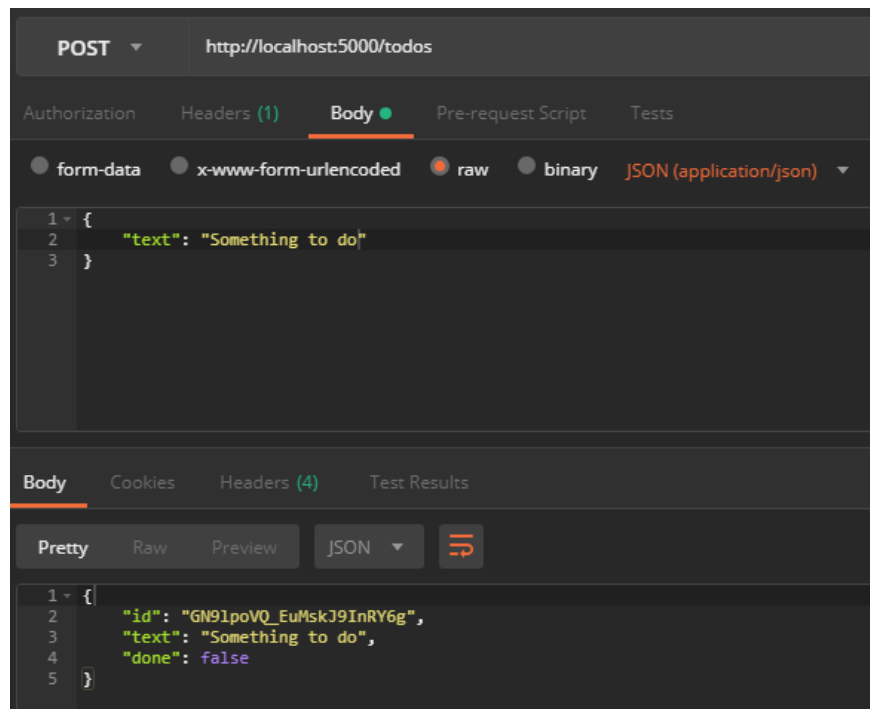 POST http://localhost:5000/todos
Authorization Headers (1) Body Pre-request Script Tests
form-data x-www-form-urlencoded raw binary JSON (application/json)
1 {
2 "text": "Something to do"
3 }
Body Cookies Headers (4) Test Results
Pretty Raw Preview JSON
1 {
2 "id": "GN9lpoVQ_EuMskJ9InRY6g",
3 "text": "Something to do",
4 "done": false
5 }